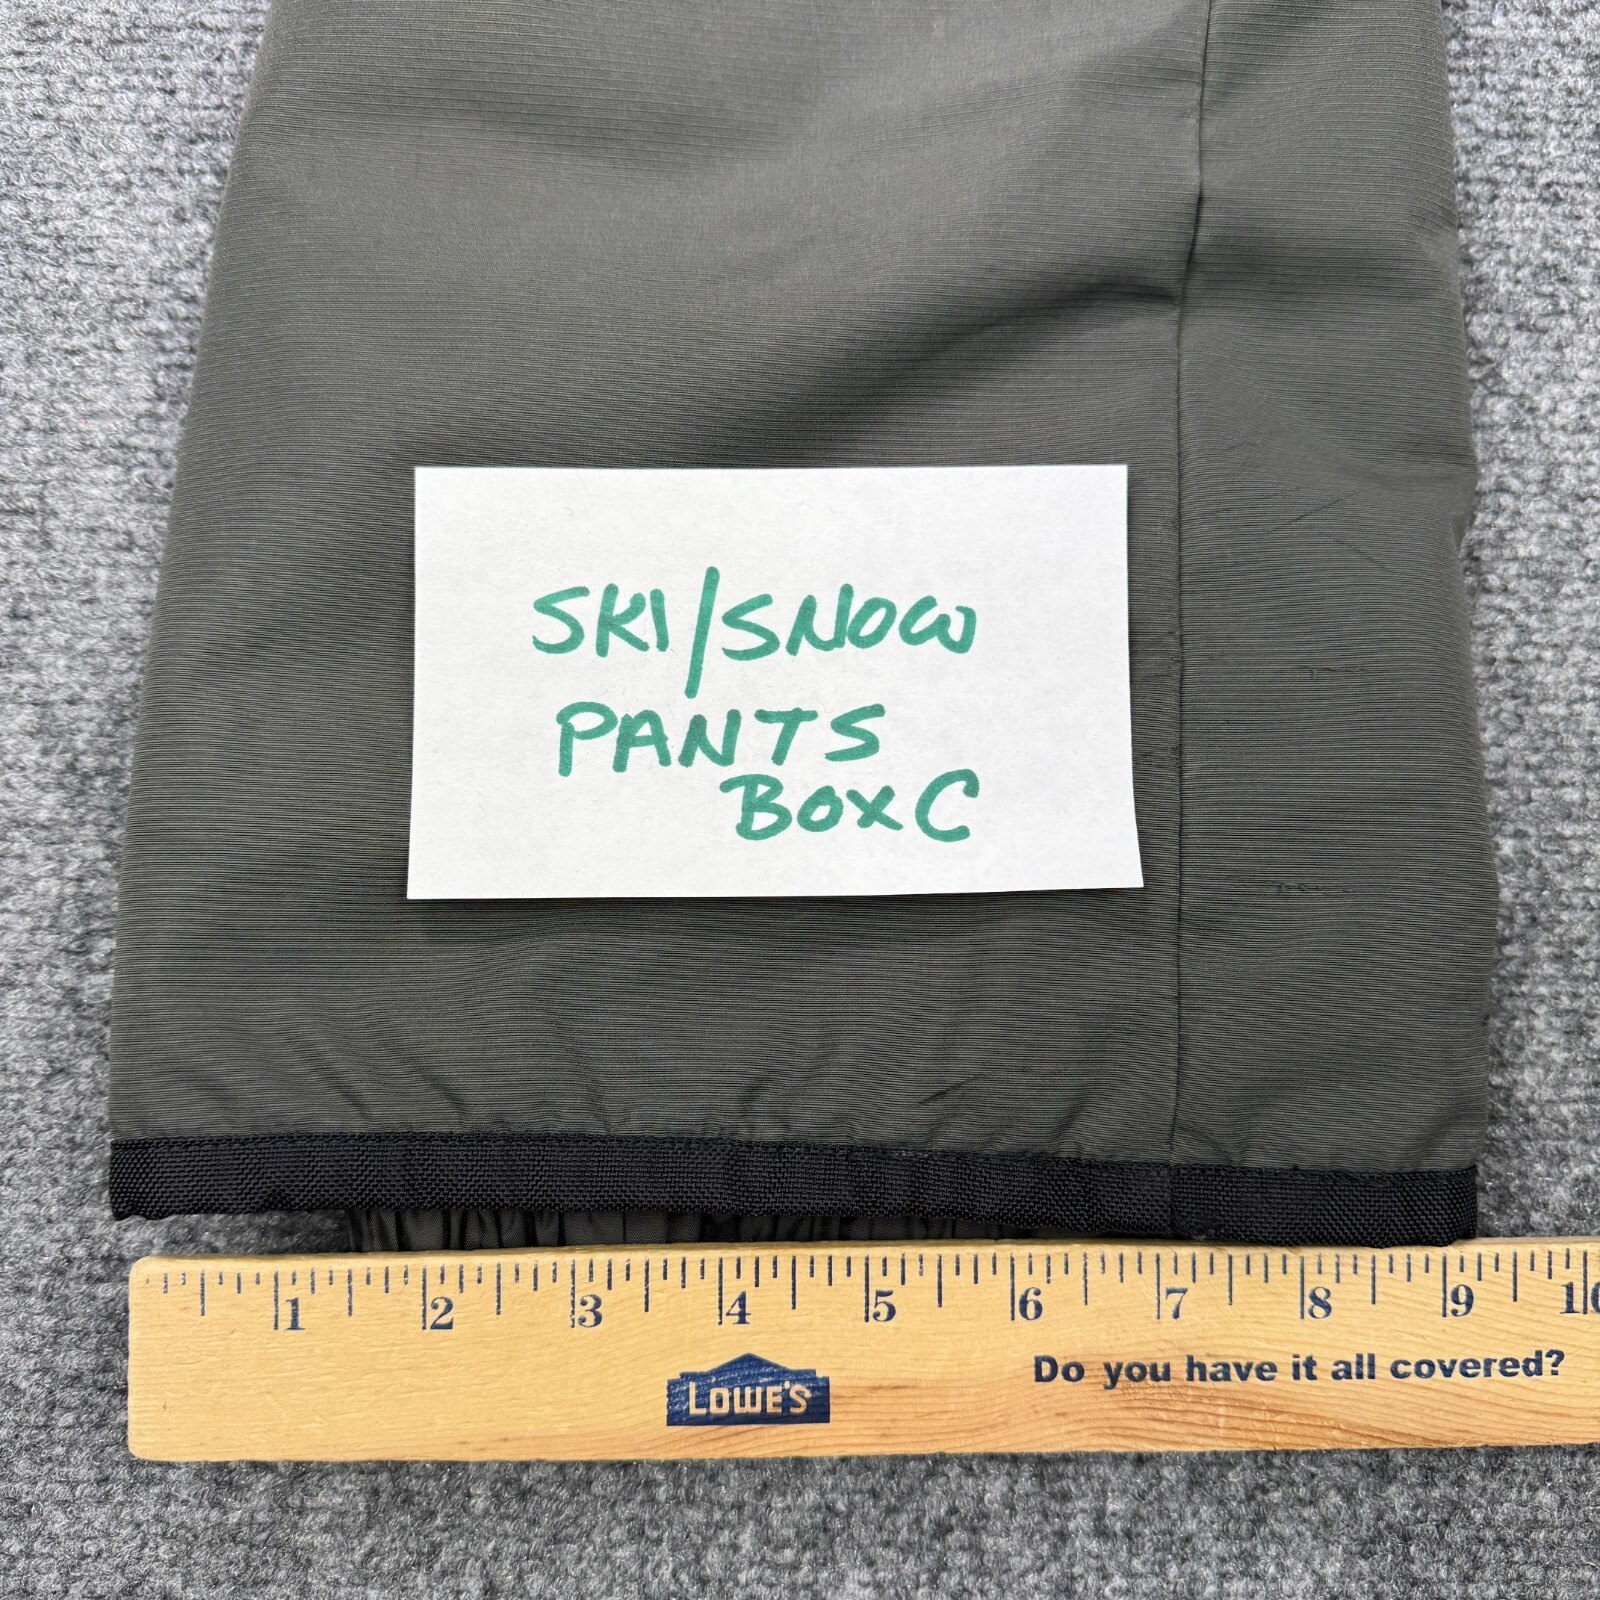 SKI/SNOW
PANTS
BOX C
1 2 3 4 5 6 7 8 9 10
Do you have it all covered?
LOWE'S